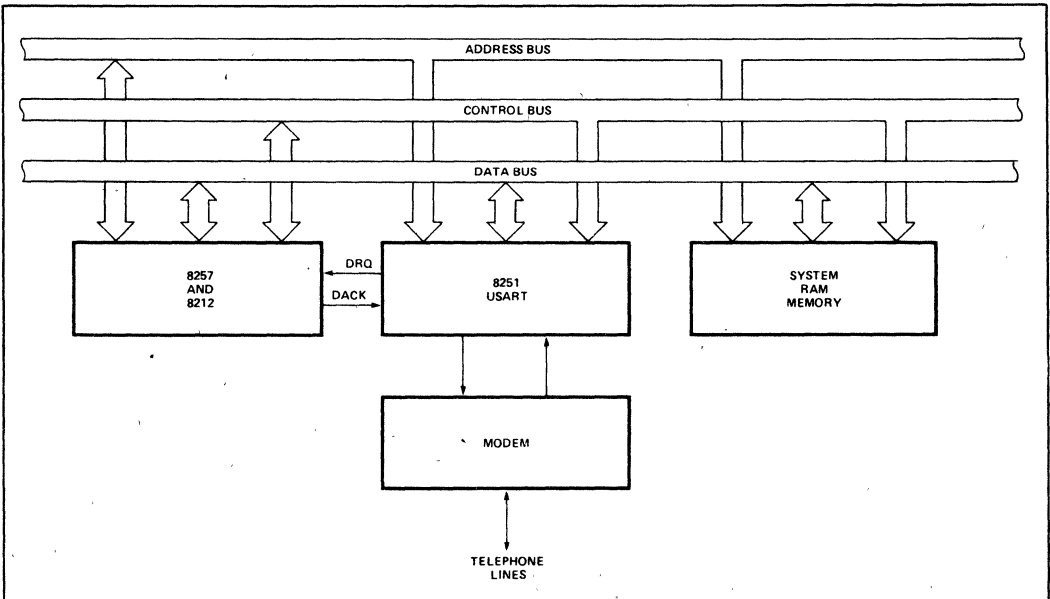 ADDRESS BUS
CONTROL BUS
DATA BUS
8257
AND
8212
DRQ
DACK
8251
USART
SYSTEM
RAM
MEMORY
MODEM
TELEPHONE
LINES